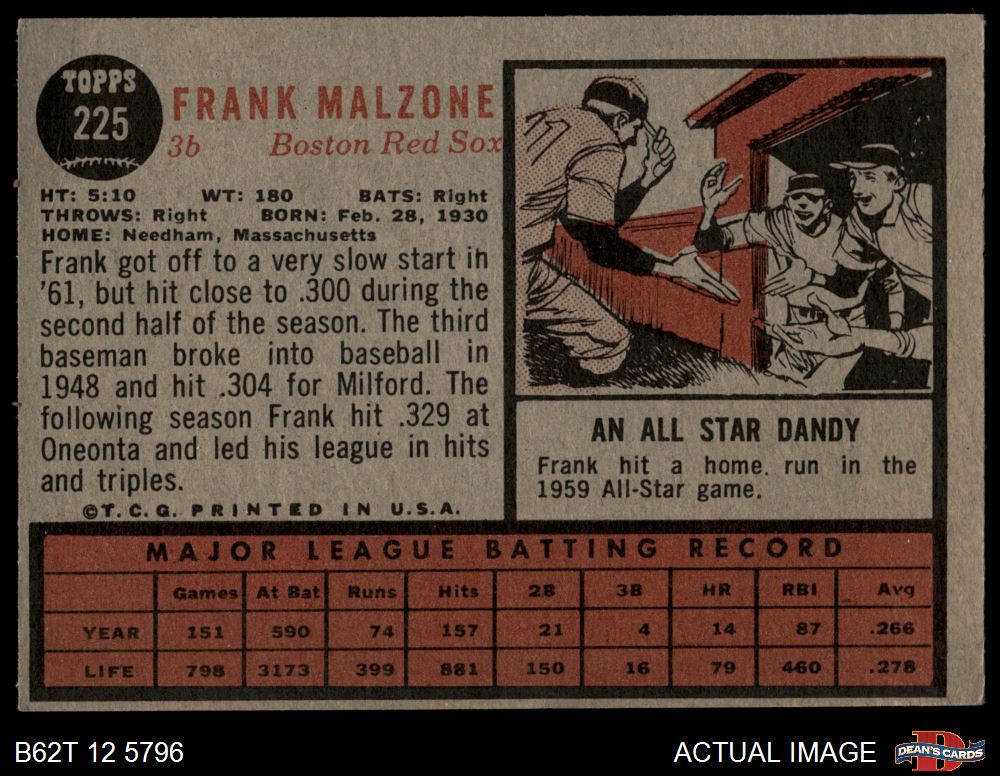 TOPPS
225
FRANK MALZONE
3b Boston Red Sox
HT: 5:10 WT: 180 BATS: Right
THROWS: Right BORN: Feb. 28, 1930
HOME: Needham, Massachusetts
Frank got off to a very slow start in
'61, but hit close to .300 during the
second half of the season. The third
baseman broke into baseball in
1948 and hit .304 for Milford. The
following season Frank hit .329 at
Oneonta and led his league in hits
and triples.
©T.C.G. PRINTED IN U.S.A.
AN ALL STAR DANDY
Frank hit a home. run in the
1959 All-Star game.
MAJOR LEAGUE BATTING RECORD
Games At Bat Runs Hits 2B 3B HR RBI Avg
YEAR 151 590 74 157 21 4 14 87 .266
LIFE 798 3173 399 881 150 16 79 460 .278
B62T 12 5796
ACTUAL IMAGE
DEAN'S CARDS